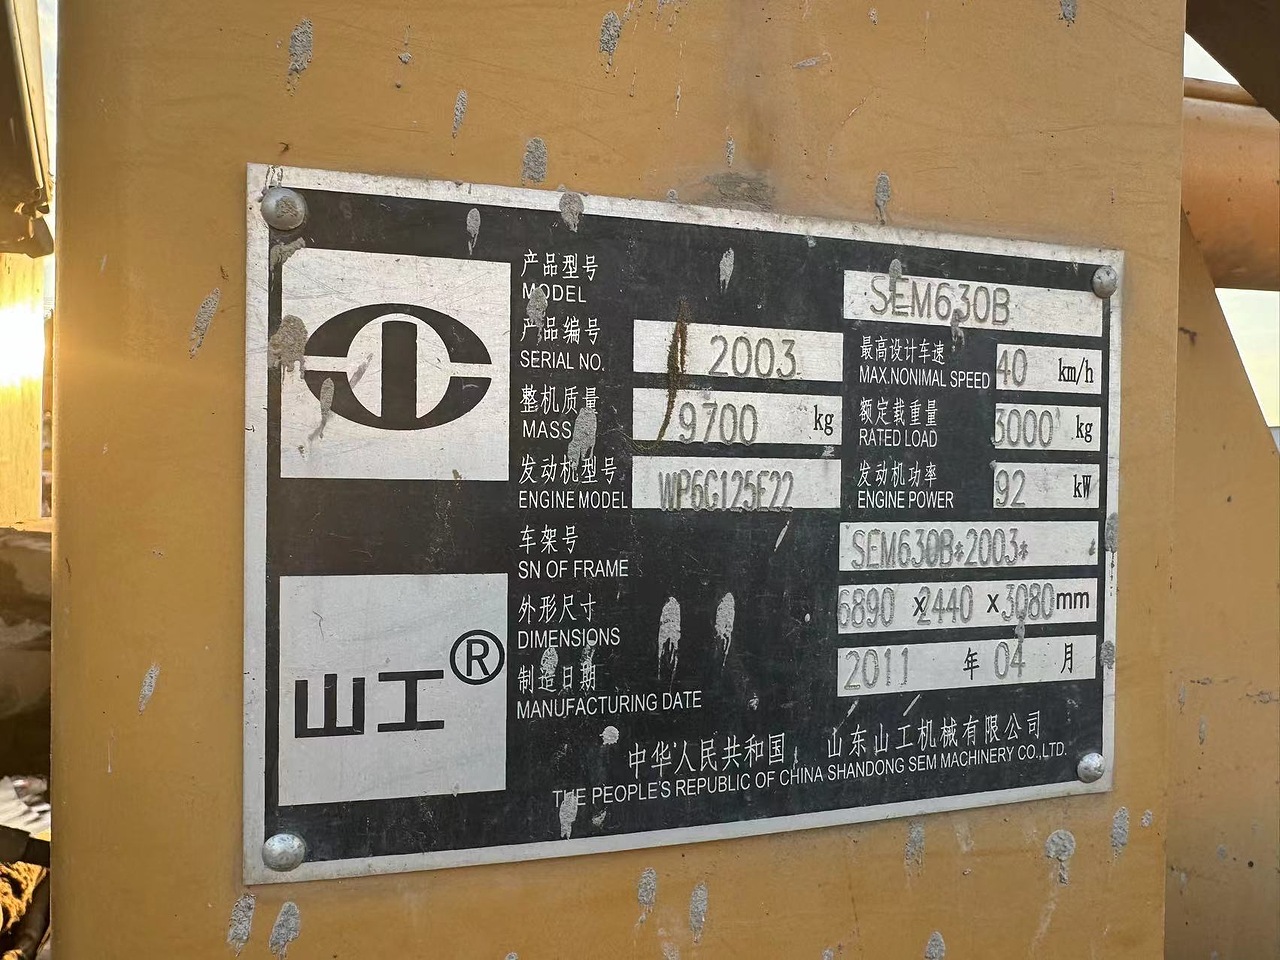 产品型号
MODEL SEM630B
产品编号
SERIAL NO. 2003
最高设计车速
MAX.NONIMAL SPEED 40 km/h
整机质量
MASS 9700 kg
额定载重量
RATED LOAD 3000 kg
发动机型号
ENGINE MODEL WP6G125E22
发动机功率
ENGINE POWER 92 kW
车架号
SN OF FRAME SEM630B*2003*
外形尺寸
DIMENSIONS 6890 x2440 x3080mm
制造日期
MANUFACTURING DATE 2011 年 04 月
山工®
中华人民共和国 山东山工机械有限公司
THE PEOPLE'S REPUBLIC OF CHINA SHANDONG SEM MACHINERY CO.,LTD.